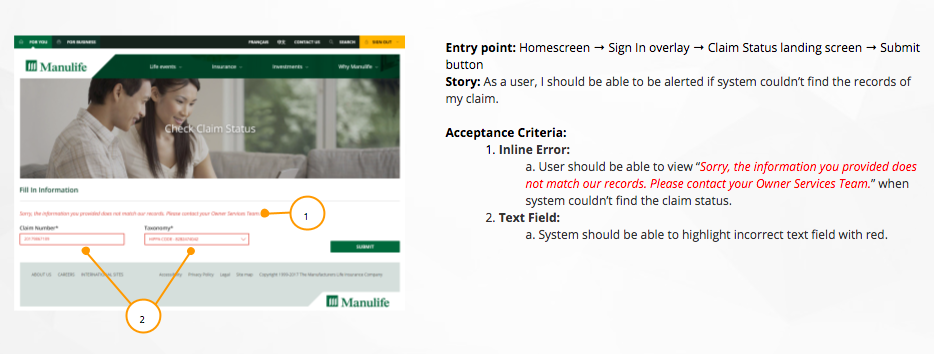 FOR YOU
FOR BUSINESS
FRANÇAIS
中文
CONTACT US
SEARCH
SIGN OUT
Manulife
Life events
Insurance
Investments
Why Manulife
Check Claim Status
Fill In Information
Sorry, the information you provided does not match our records. Please contact your Owner Services Team.
1
Claim Number*
Taxonomy*
SUBMIT
ABOUT US
CAREERS
INTERNATIONAL SITES
Accessibility
Privacy Policy
Legal
Sitemap
Copyright 1999-2017 The Manufacturers Life Insurance Company
Manulife
2
Entry point: Homescreen → Sign In overlay → Claim Status landing screen → Submit
button
Story: As a user, I should be able to be alerted if system couldn’t find the records of
my claim.
Acceptance Criteria:
1. Inline Error:
a. User should be able to view “Sorry, the information you provided does
not match our records. Please contact your Owner Services Team.” when
system couldn’t find the claim status.
2. Text Field:
a. System should be able to highlight incorrect text field with red.